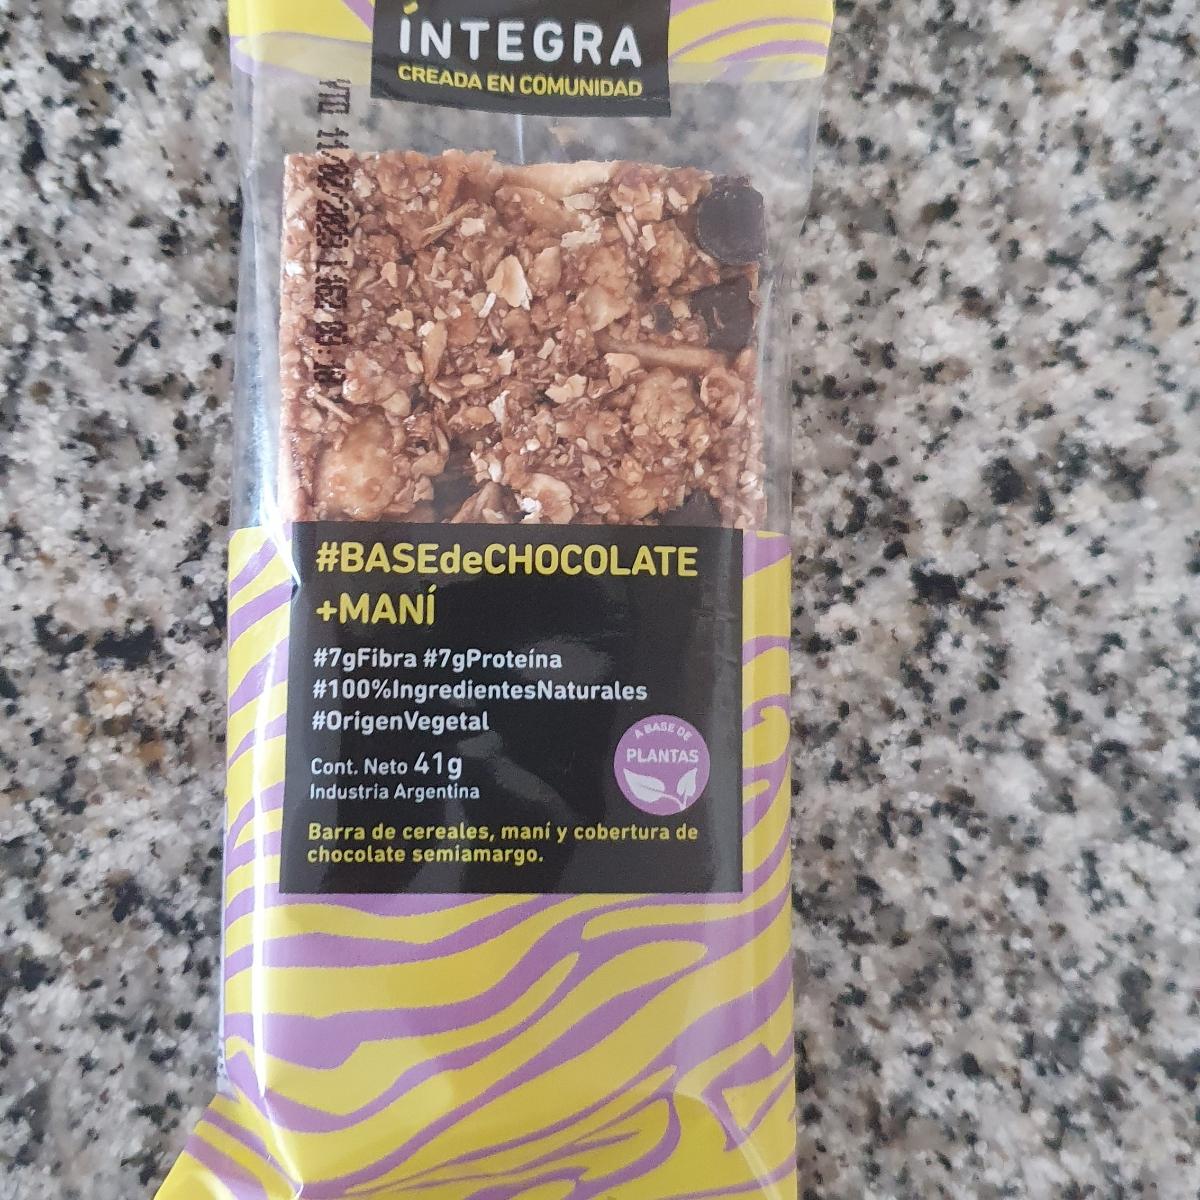 ÍNTEGRA
CREADA EN COMUNIDAD
VTO
#BASEdeCHOCOLATE
+MANÍ
#7gFibra #7gProteína
#100%IngredientesNaturales
#OrigenVegetal
Cont. Neto 41g
Industria Argentina
A BASE DE
PLANTAS
Barra de cereales, maní y cobertura de
chocolate semiamargo.